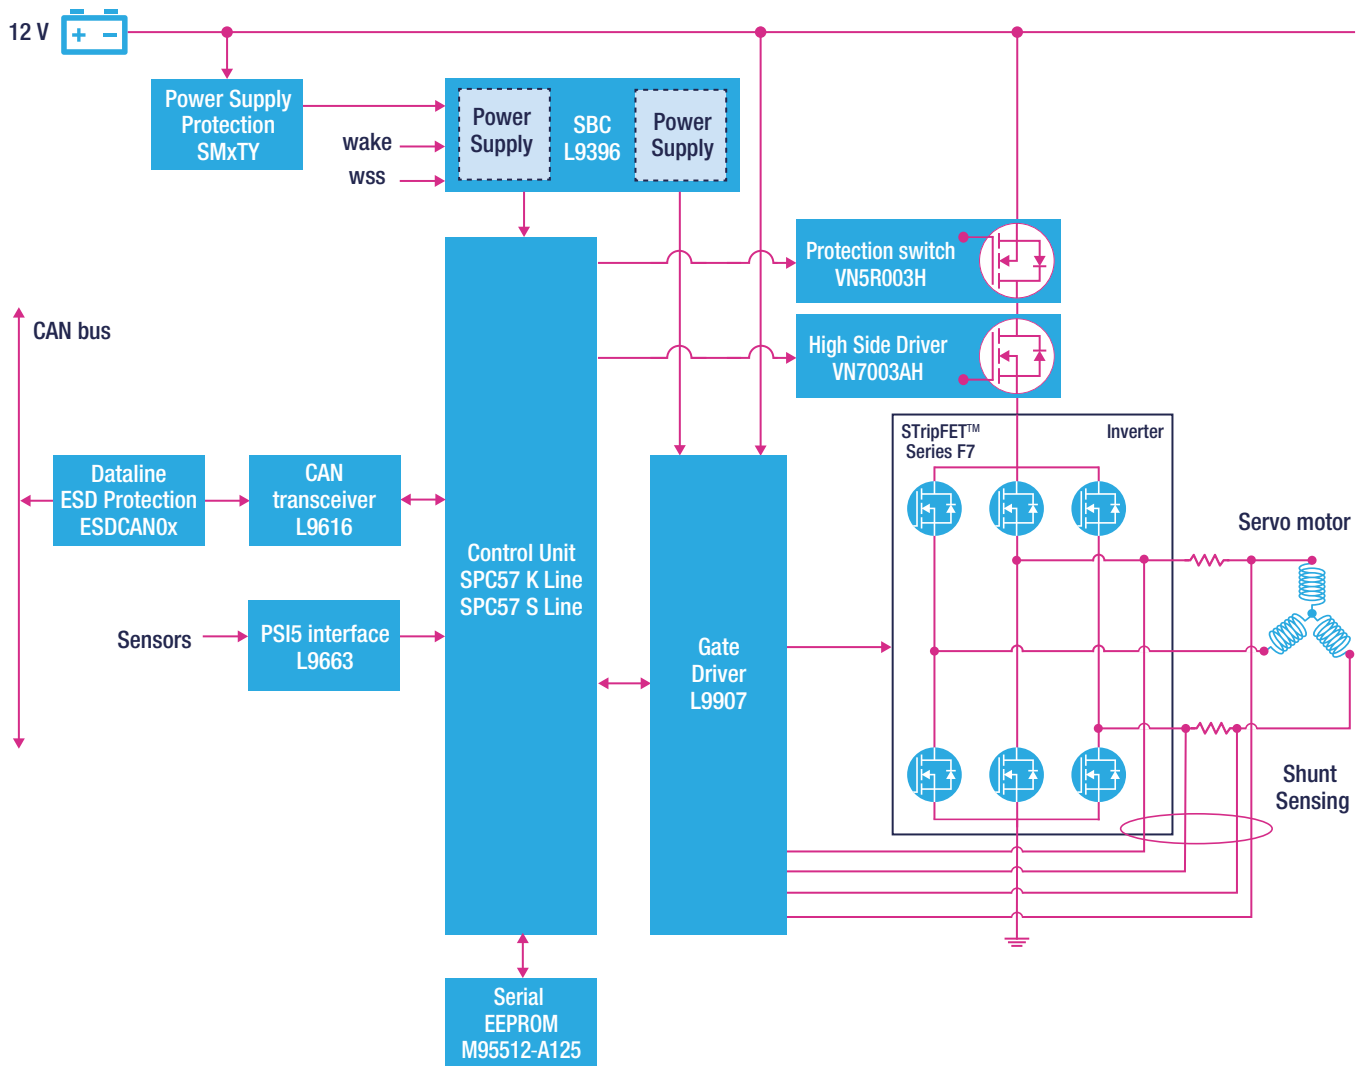 12 V
Power Supply
Protection
SMxTY
wake
wss
Power
Supply
SBC
L9396
Power
Supply
Protection switch
VN5R003H
High Side Driver
VN7003AH
CAN bus
Dataline
ESD Protection
ESDCAN0x
CAN
transceiver
L9616
Sensors
PSI5 interface
L9663
Control Unit
SPC57 K Line
SPC57 S Line
Gate
Driver
L9907
STripFET™
Series F7
Inverter
Servo motor
Shunt
Sensing
Serial
EEPROM
M95512-A125